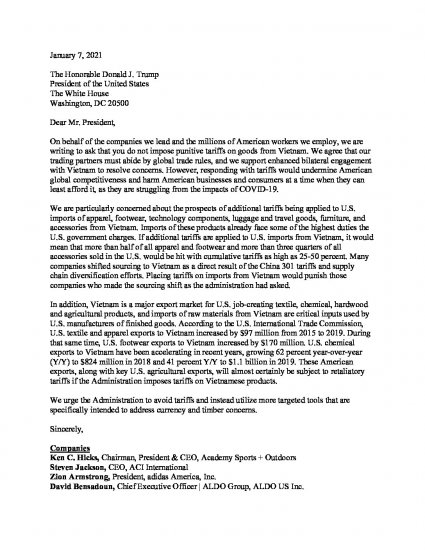 January 7, 2021
The Honorable Donald J. Trump
President of the United States
The White House
Washington, DC 20500
Dear Mr. President,
On behalf of the companies we lead and the millions of American workers we employ, we are
writing to ask that you do not impose punitive tariffs on goods from Vietnam. We agree that our
trading partners must abide by global trade rules, and we support enhanced bilateral engagement
with Vietnam to resolve concerns. However, responding with tariffs would undermine American
global competitiveness and harm American businesses and consumers at a time when they can
least afford it, as they are struggling from the impacts of COVID-19.
We are particularly concerned about the prospects of additional tariffs being applied to U.S.
imports of apparel, footwear, technology components, luggage and travel goods, furniture, and
accessories from Vietnam. Imports of these products already face some of the highest duties the
U.S. government charges. If additional tariffs are applied to U.S. imports from Vietnam, it would
mean that more than half of all apparel and footwear and more than three quarters of all
accessories sold in the U.S. would be hit with cumulative tariffs as high as 25-50 percent. Many
companies shifted sourcing to Vietnam as a direct result of the China 301 tariffs and supply
chain diversification efforts. Placing tariffs on imports from Vietnam would punish those
companies who made the sourcing shift as the administration had asked.
In addition, Vietnam is a major export market for U.S. job-creating textile, chemical, hardwood
and agricultural products, and imports of raw materials from Vietnam are critical inputs used by
U.S. manufacturers of finished goods. According to the U.S. International Trade Commission,
U.S. textile and apparel exports to Vietnam increased by $97 million from 2015 to 2019. During
that same time, U.S. footwear exports to Vietnam increased by $170 million. U.S. chemical
exports to Vietnam have been accelerating in recent years, growing 62 percent year-over-year
(Y/Y) to $824 million in 2018 and 41 percent Y/Y to $1.1 billion in 2019. These American
exports, along with key U.S. agricultural exports, will almost certainly be subject to retaliatory
tariffs if the Administration imposes tariffs on Vietnamese products.
We urge the Administration to avoid tariffs and instead utilize more targeted tools that are
specifically intended to address currency and timber concerns.
Sincerely,
Companies
Ken C. Hicks, Chairman, President & CEO, Academy Sports + Outdoors
Steven Jackson, CEO, ACI International
Zion Armstrong, President, adidas America, Inc.
David Bensadoun, Chief Executive Officer | ALDO Group, ALDO US Inc.